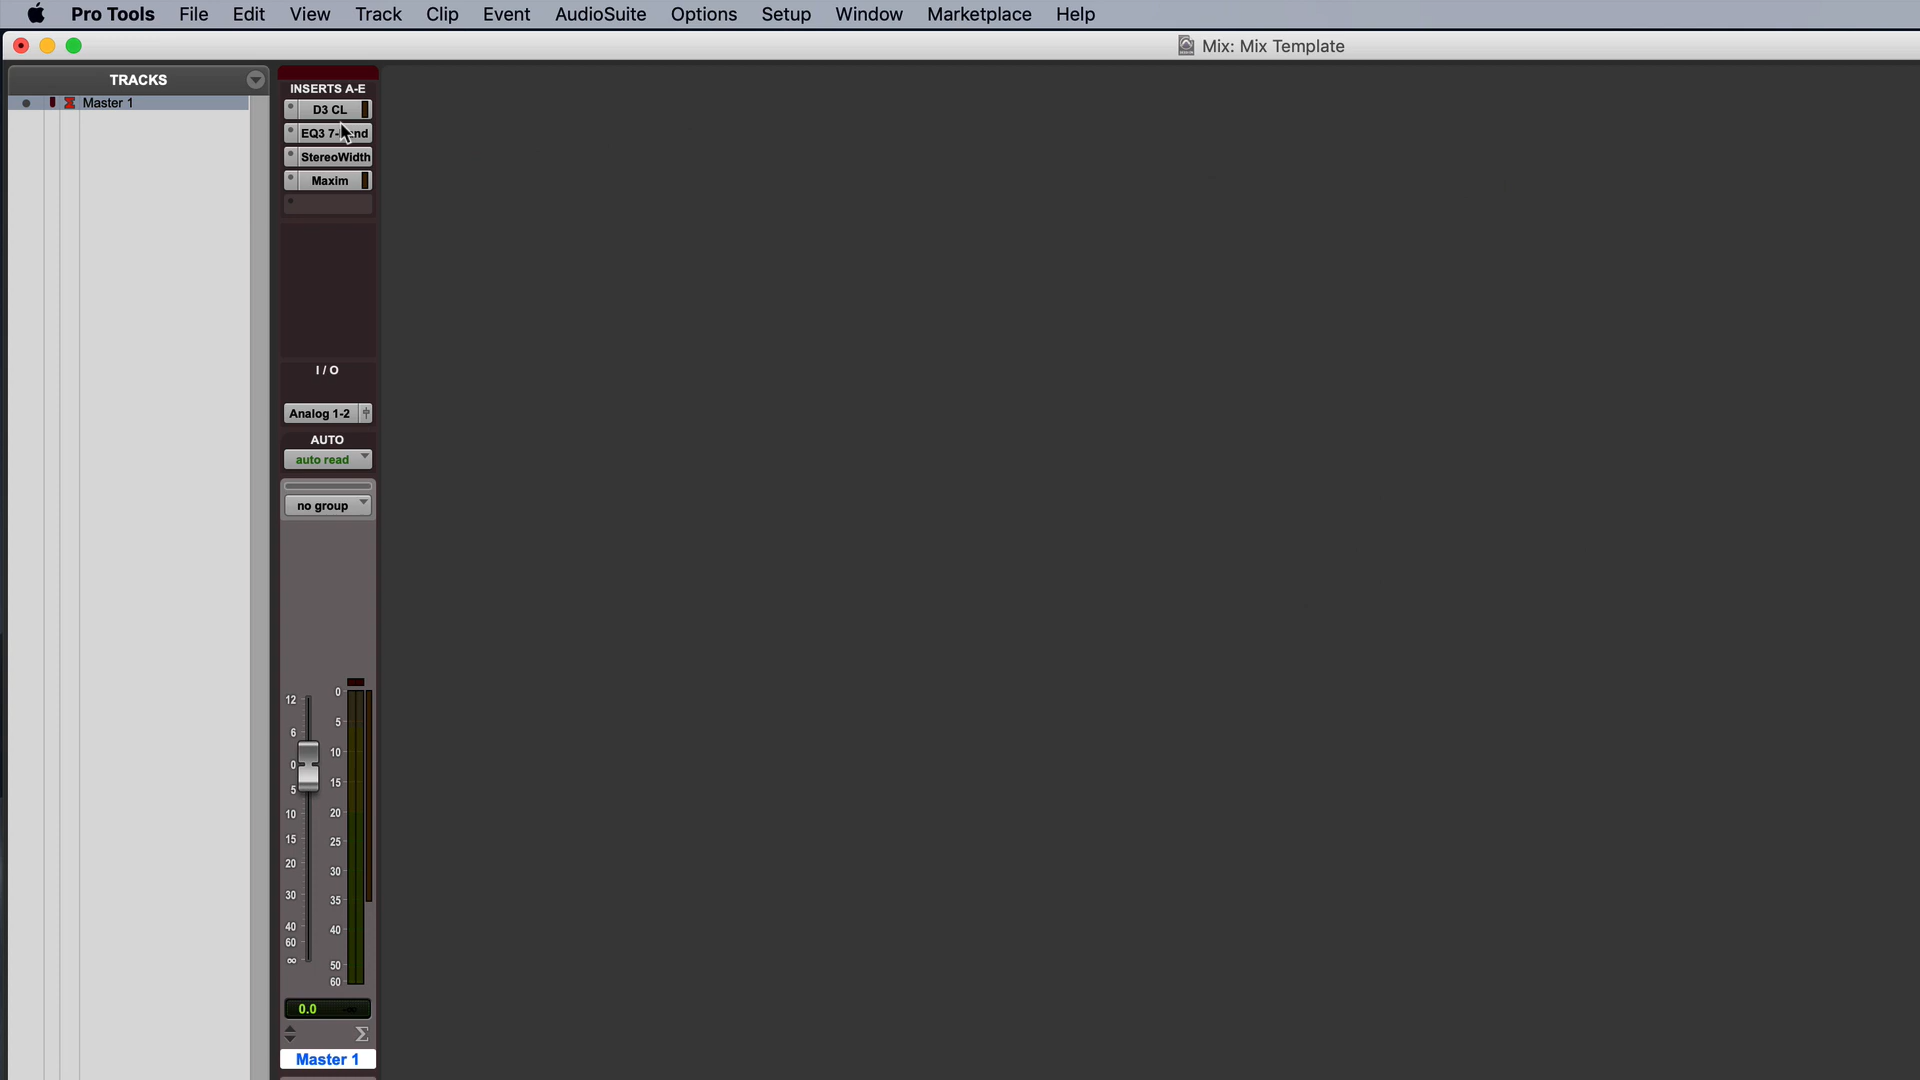 Pro Tools File Edit View Track Clip Event AudioSuite Options Setup Window Marketplace Help
Mix: Mix Template
TRACKS
Master 1
INSERTS A-E
D3 CL
EQ3 7-Band
StereoWidth
Maxim
I / O
Analog 1-2
AUTO
auto read
no group
12
6
0
5
10
15
20
30
40
60
∞
0
5
10
15
20
25
30
35
40
50
60
0.0
Σ
Master 1